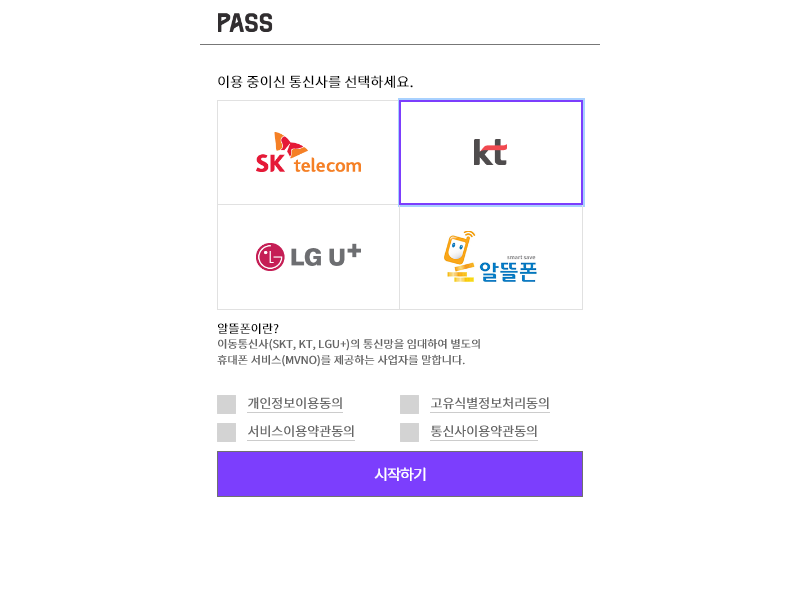 PASS
이용 중이신 통신사를 선택하세요.
SK telecom
kt
LG U+
smart save
알뜰폰
알뜰폰이란?
이동통신사(SKT, KT, LGU+)의 통신망을 임대하여 별도의
휴대폰 서비스(MVNO)를 제공하는 사업자를 말합니다.
개인정보이용동의
고유식별정보처리동의
서비스이용약관동의
통신사이용약관동의
시작하기